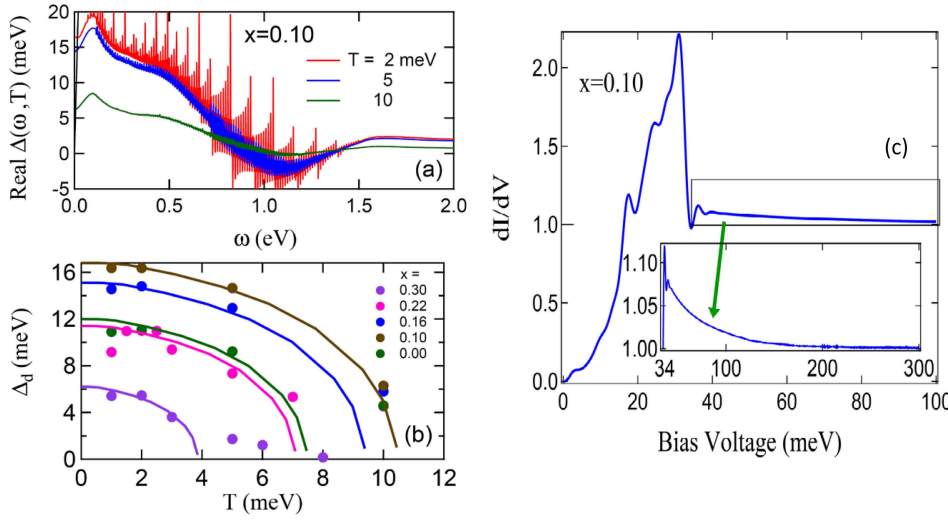 20
15
10
5
0
-5
Real Δ(ω,T) (meV)
x=0.10
T = 2 meV
5
10
(a)
0.0 0.5 1.0 1.5 2.0
ω (eV)
16
12
8
4
0
Δd (meV)
x =
0.30
0.22
0.16
0.10
0.00
(b)
0 2 4 6 8 10 12
T (meV)
2.0
1.5
1.0
0.5
0.0
dI/dV
x=0.10
(c)
1.10
1.05
1.00
34 100 200 300
0 20 40 60 80 100
Bias Voltage (meV)